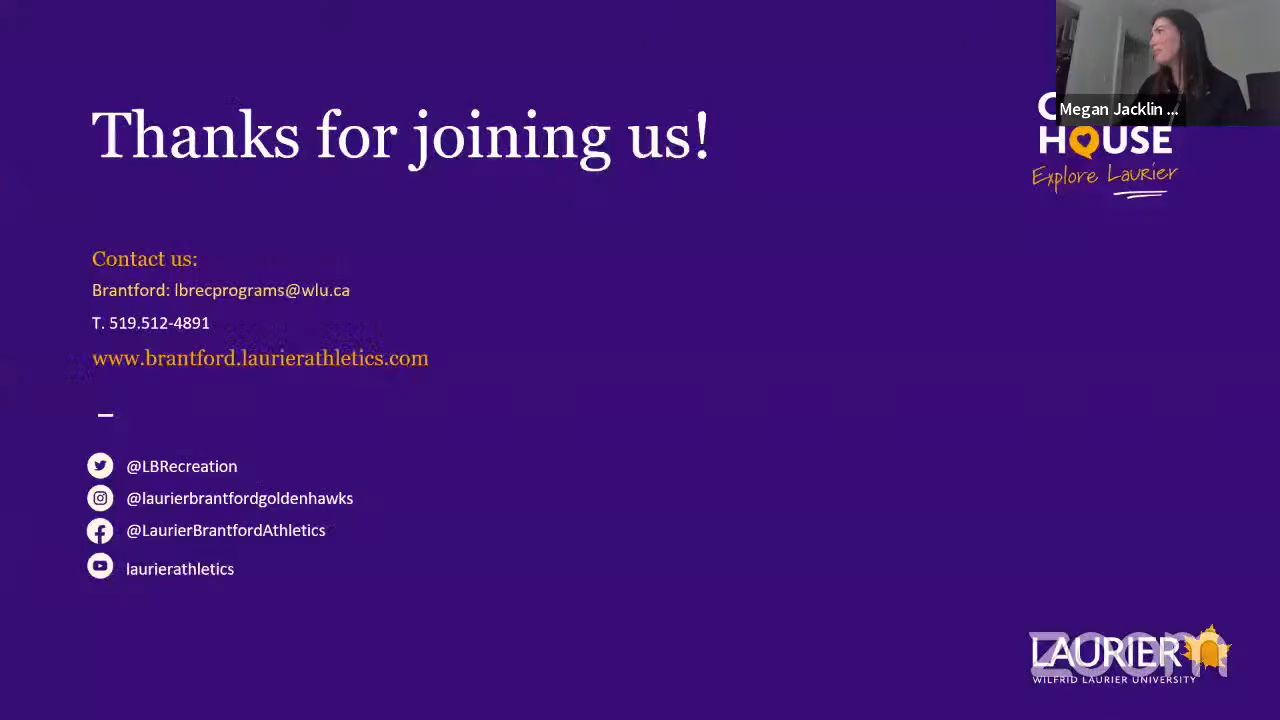 Thanks for joining us!
Megan Jacklin ...
HOUSE
Explore Laurier
Contact us:
Brantford: lbrecprograms@wlu.ca
T. 519.512-4891
www.brantford.laurierathletics.com
@LBRecreation
@laurierbrantfordgoldenhawks
@LaurierBrantfordAthletics
laurierathletics
LAURIER
zoom
WILFRID LAURIER UNIVERSITY